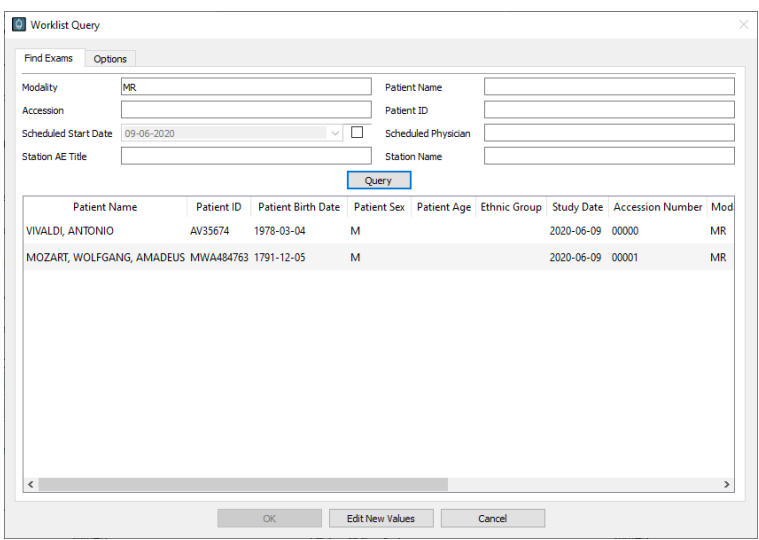 Worklist Query
Find Exams Options
Modality MR Patient Name
Accession Patient ID
Scheduled Start Date 09-06-2020 Scheduled Physician
Station AE Title Station Name
Query
Patient Name Patient ID Patient Birth Date Patient Sex Patient Age Ethnic Group Study Date Accession Number Mod
VIVALDI, ANTONIO AV35674 1978-03-04 M 2020-06-09 00000 MR
MOZART, WOLFGANG, AMADEUS MWA484763 1791-12-05 M 2020-06-09 00001 MR
OK Edit New Values Cancel